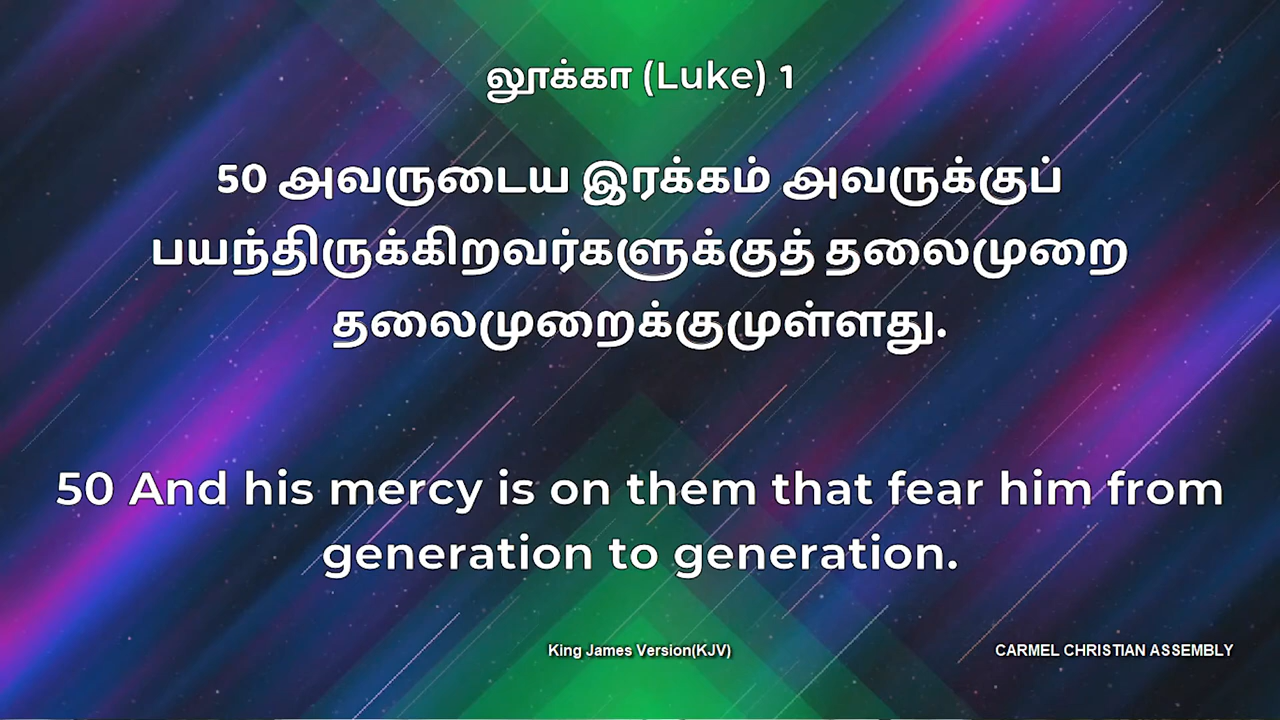 லூக்கா (Luke) 1
50 அவருடைய இரக்கம் அவருக்குப்
பயந்திருக்கிறவர்களுக்குத் தலைமுறை
தலைமுறைக்குமுள்ளது.
50 And his mercy is on them that fear him from
generation to generation.
King James Version(KJV)
CARMEL CHRISTIAN ASSEMBLY